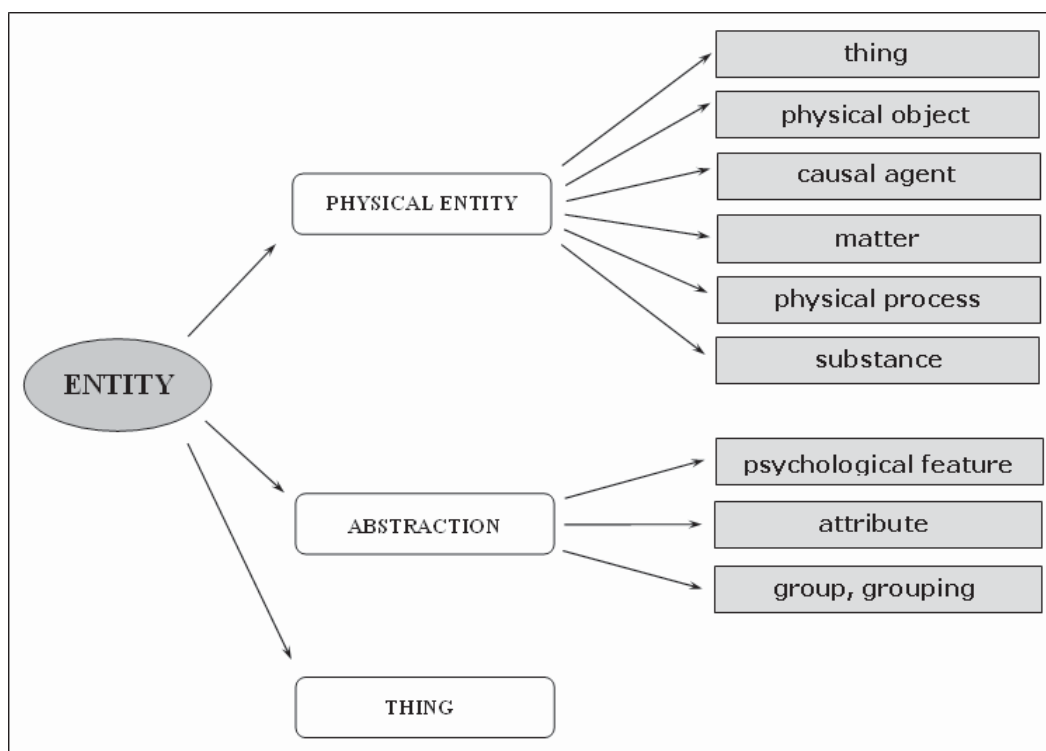 thing
physical object
PHYSICAL ENTITY
causal agent
matter
physical process
substance
ENTITY
psychological feature
ABSTRACTION
attribute
group, grouping
THING